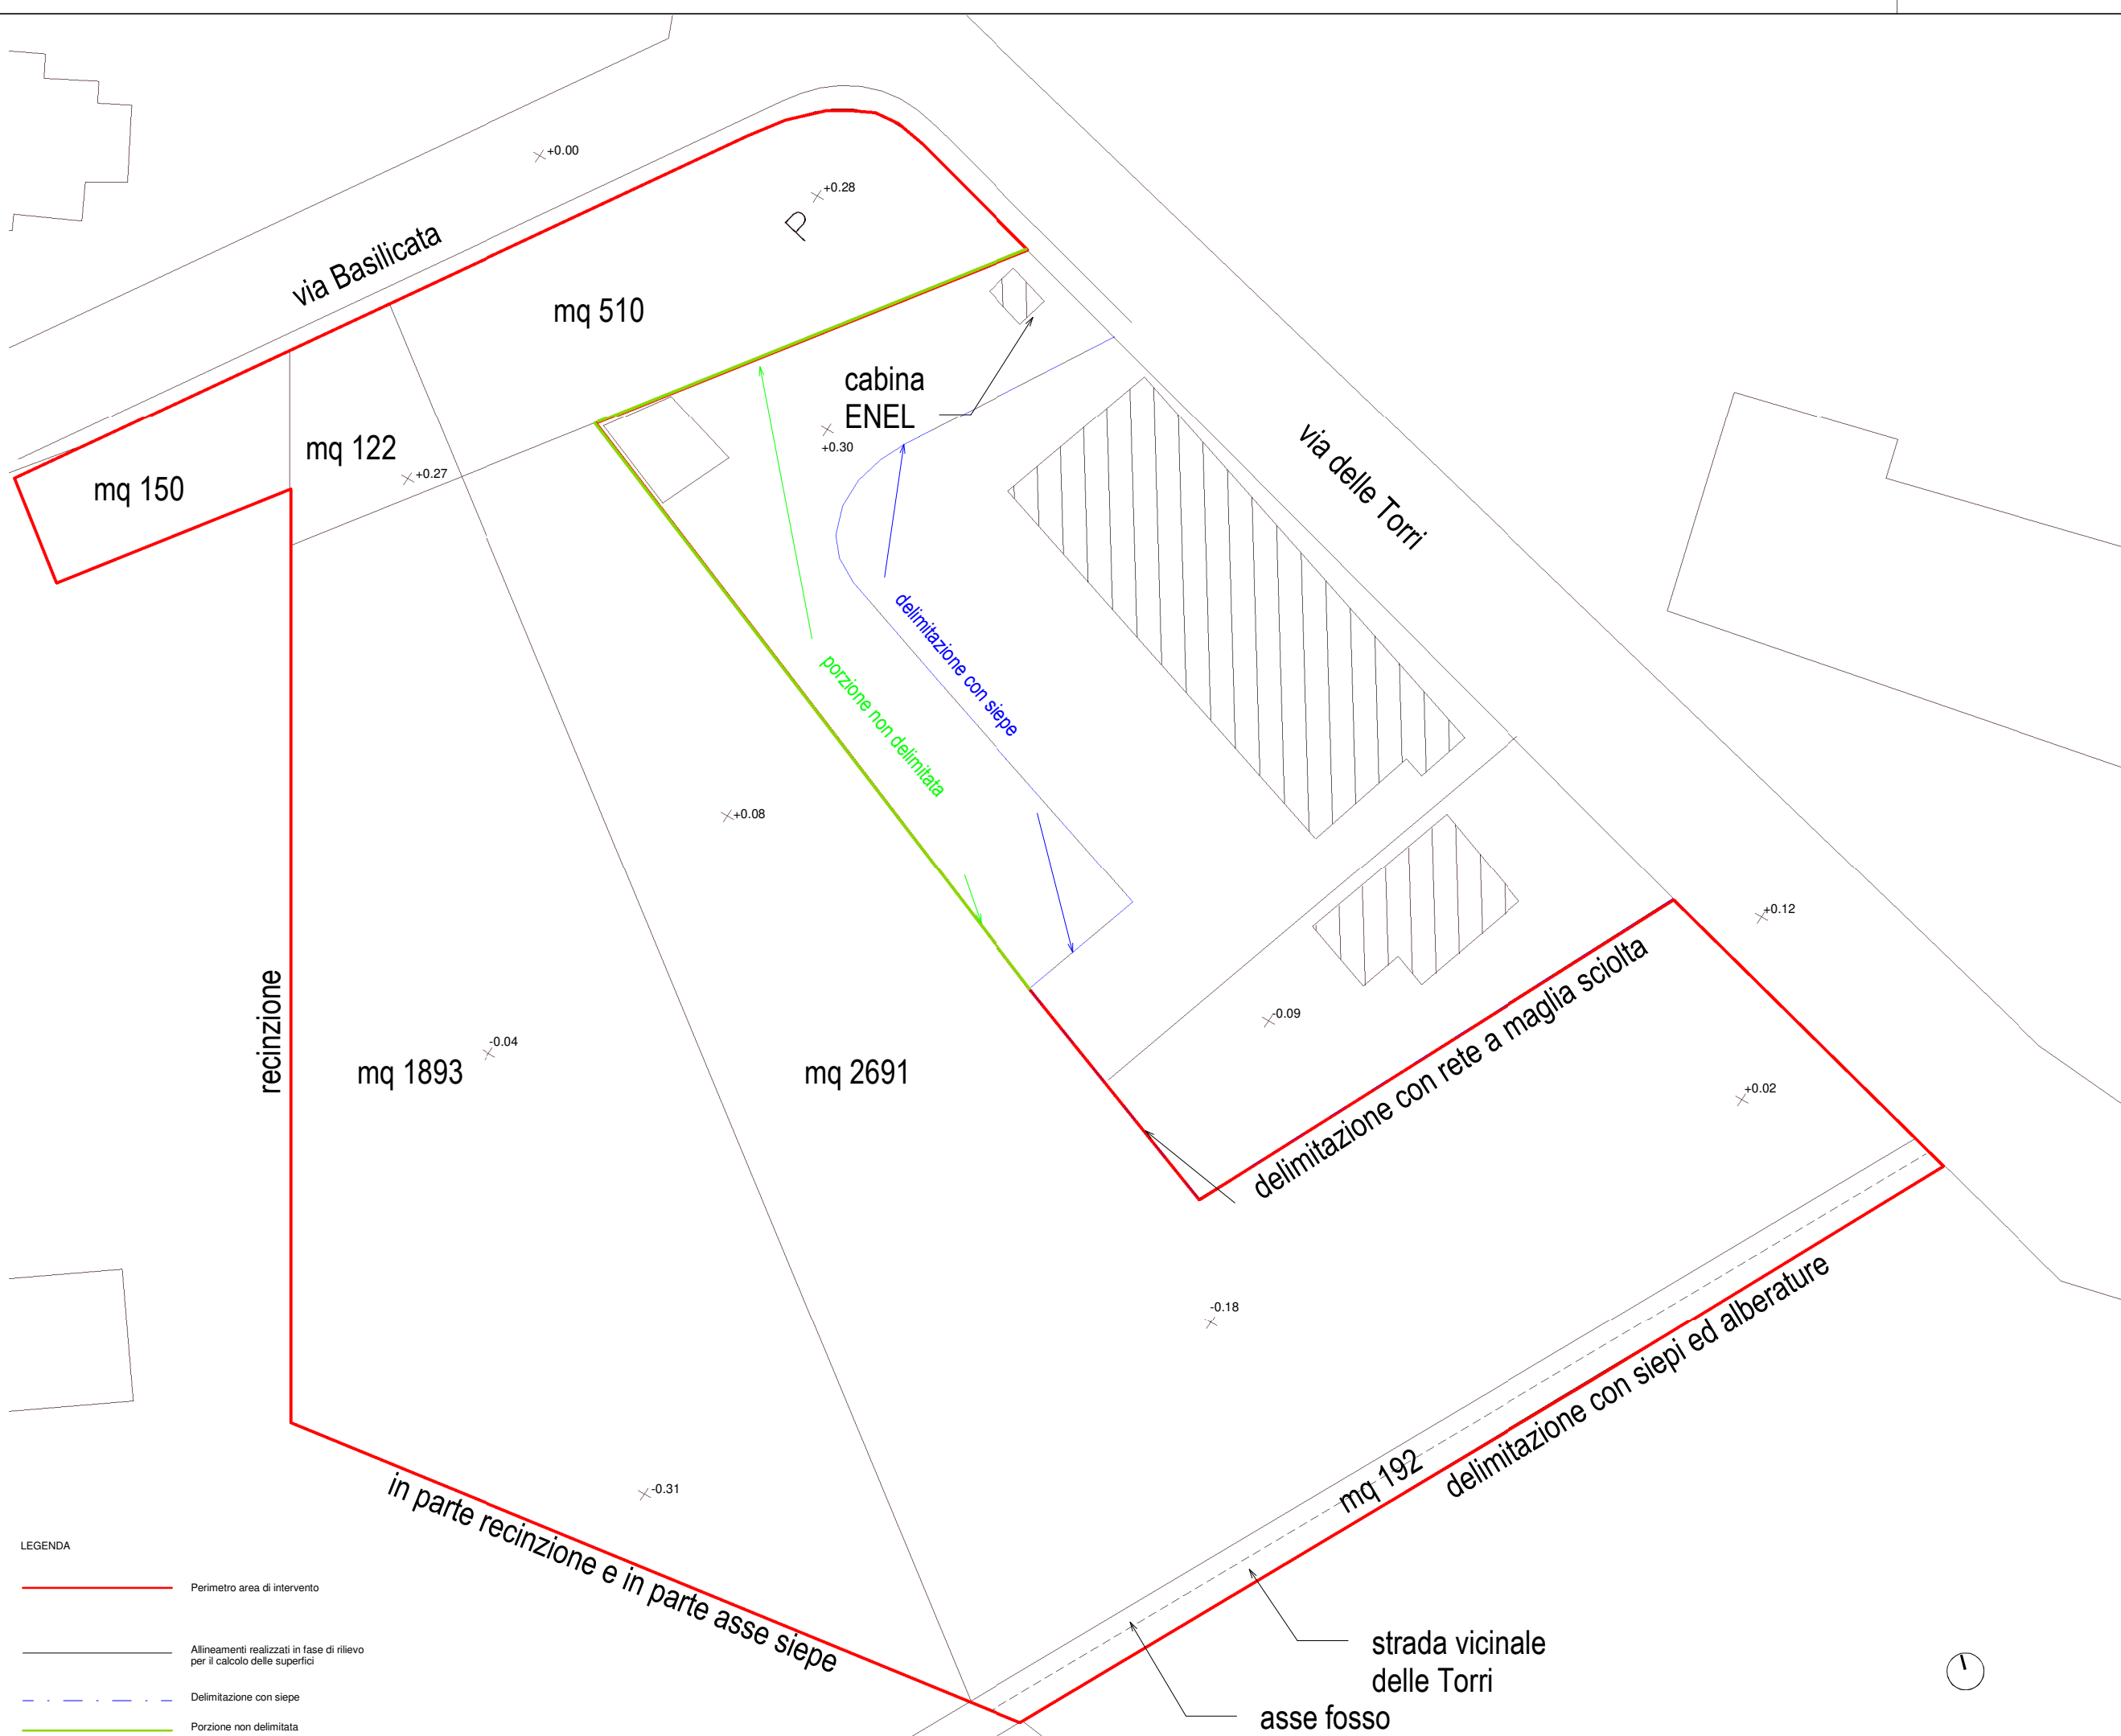 +0.00
+0.28
P
via Basilicata
mq 510
cabina
ENEL
+0.30
via delle Torri
mq 122
+0.27
mq 150
delimitazione con siepe
porzione non delimitata
+0.08
+0.12
recinzione
-0.04
mq 1893
mq 2691
-0.09
delimitazione con rete a maglia sciolta
+0.02
-0.18
delimitazione con siepi ed alberature
mq 192
-0.31
in parte recinzione e in parte asse siepe
strada vicinale
delle Torri
asse fosso
LEGENDA
Perimetro area di intervento
Allineamenti realizzati in fase di rilievo
per il calcolo delle superfici
Delimitazione con siepe
Porzione non delimitata